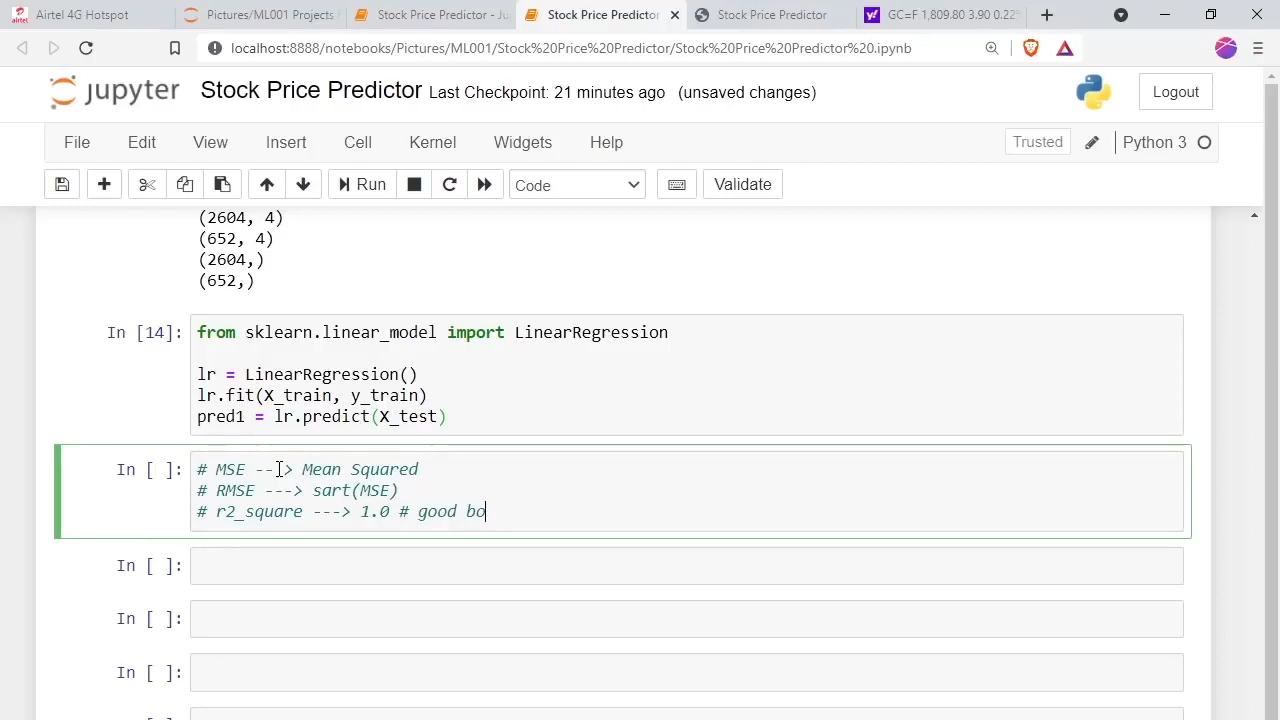 Airtel 4G Hotspot
Pictures/ML001 Projects
Stock Price Predictor - Ju
Stock Price Predictor
Stock Price Predictor
GC=F 1,809.80 3.90 0.22
localhost:8888/notebooks/Pictures/ML001/Stock%20Price%20Predictor/Stock%20Price%20Predictor%20.ipynb
jupyter Stock Price Predictor Last Checkpoint: 21 minutes ago (unsaved changes)
Logout
File Edit View Insert Cell Kernel Widgets Help
Trusted
Python 3
Run
Code
Validate
(2604, 4)
(652, 4)
(2604,)
(652,)
In [14]: from sklearn.linear_model import LinearRegression
lr = LinearRegression()
lr.fit(X_train, y_train)
pred1 = lr.predict(X_test)
In [ ]: # MSE ---> Mean Squared
# RMSE ---> sart(MSE)
# r2_square ---> 1.0 # good bo
In [ ]:
In [ ]:
In [ ]: